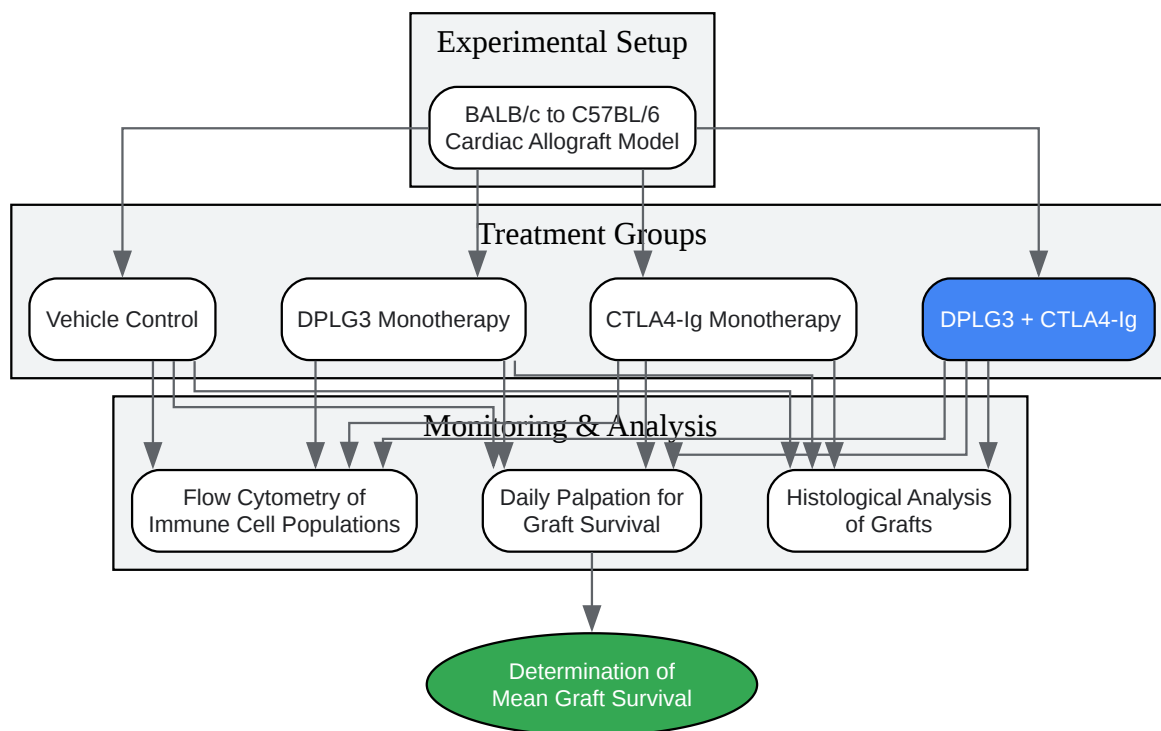 Experimental Setup
BALB/c to C57BL/6
Cardiac Allograft Model
Treatment Groups
Vehicle Control
DPLG3 Monotherapy
CTLA4-Ig Monotherapy
DPLG3 + CTLA4-Ig
Monitoring & Analysis
Flow Cytometry of
Immune Cell Populations
Daily Palpation for
Graft Survival
Histological Analysis
of Grafts
Determination of
Mean Graft Survival